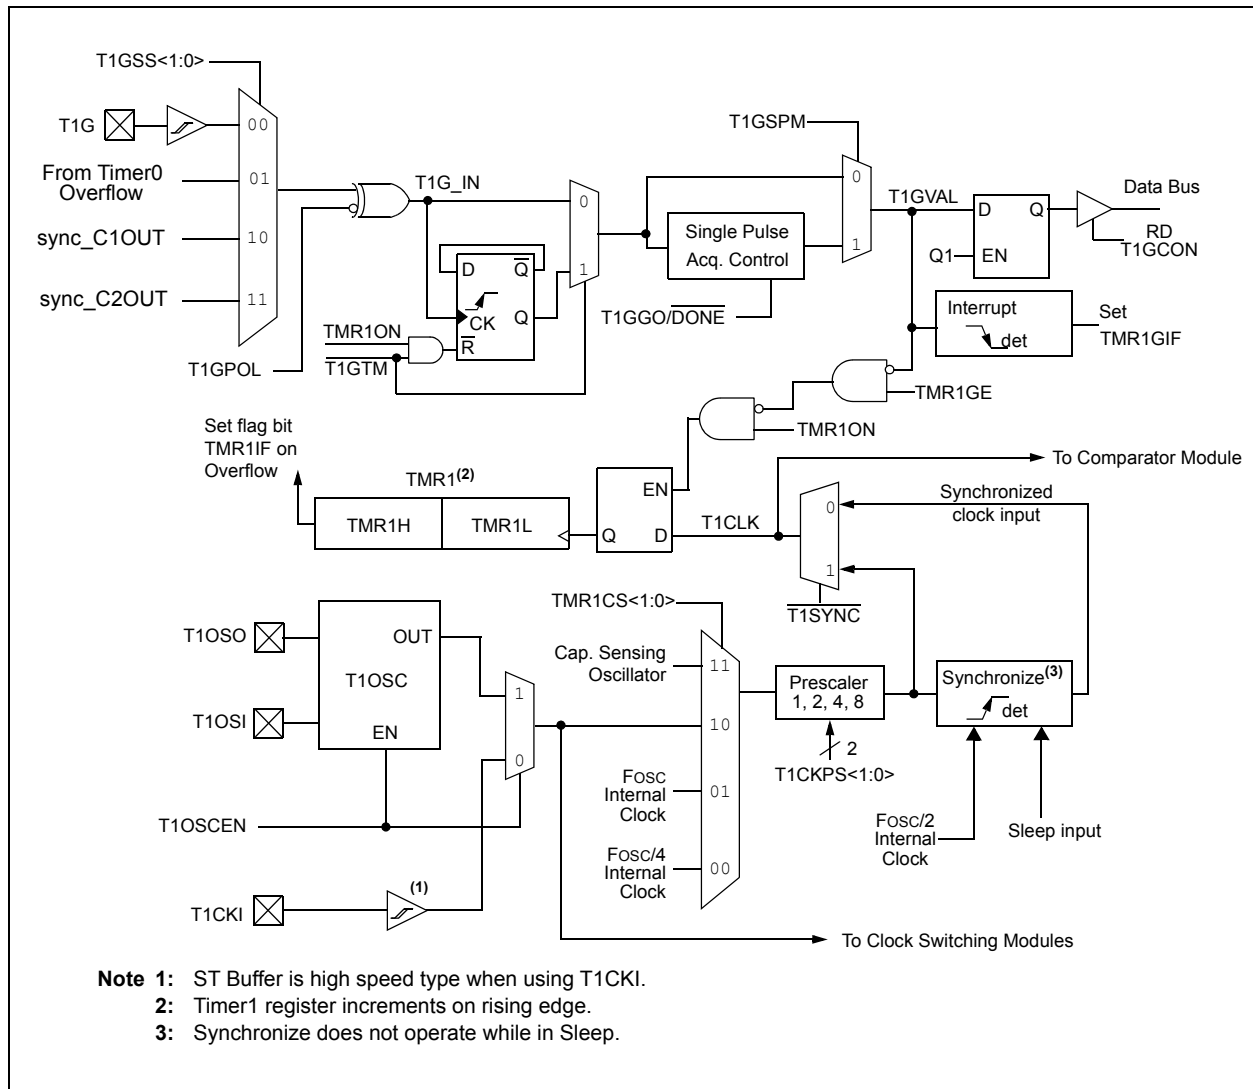 T1GSS<1:0>
T1G
00
From Timer0
Overflow
01
sync_C1OUT
10
sync_C2OUT
11
T1GPOL
T1G_IN
0
1
D
Q
CK
Q
R
TMR1ON
T1GTM
T1GSPM
0
1
Single Pulse
Acq. Control
T1GGO/DONE
T1GVAL
D
Q
Q1
EN
Data Bus
RD
T1GCON
Interrupt
det
Set
TMR1GIF
TMR1GE
TMR1ON
Set flag bit
TMR1IF on
Overflow
TMR1(2)
TMR1H
TMR1L
EN
Q
D
T1CLK
To Comparator Module
Synchronized
clock input
0
1
T1SYNC
TMR1CS<1:0>
T1OSO
OUT
T1OSC
T1OSI
EN
1
0
T1OSCEN
T1CKI
(1)
Cap. Sensing
Oscillator
11
10
FOSC
Internal
Clock
01
FOSC/4
Internal
Clock
00
Prescaler
1, 2, 4, 8
2
T1CKPS<1:0>
Synchronize(3)
det
FOSC/2
Internal
Clock
Sleep input
To Clock Switching Modules
Note 1: ST Buffer is high speed type when using T1CKI.
2: Timer1 register increments on rising edge.
3: Synchronize does not operate while in Sleep.